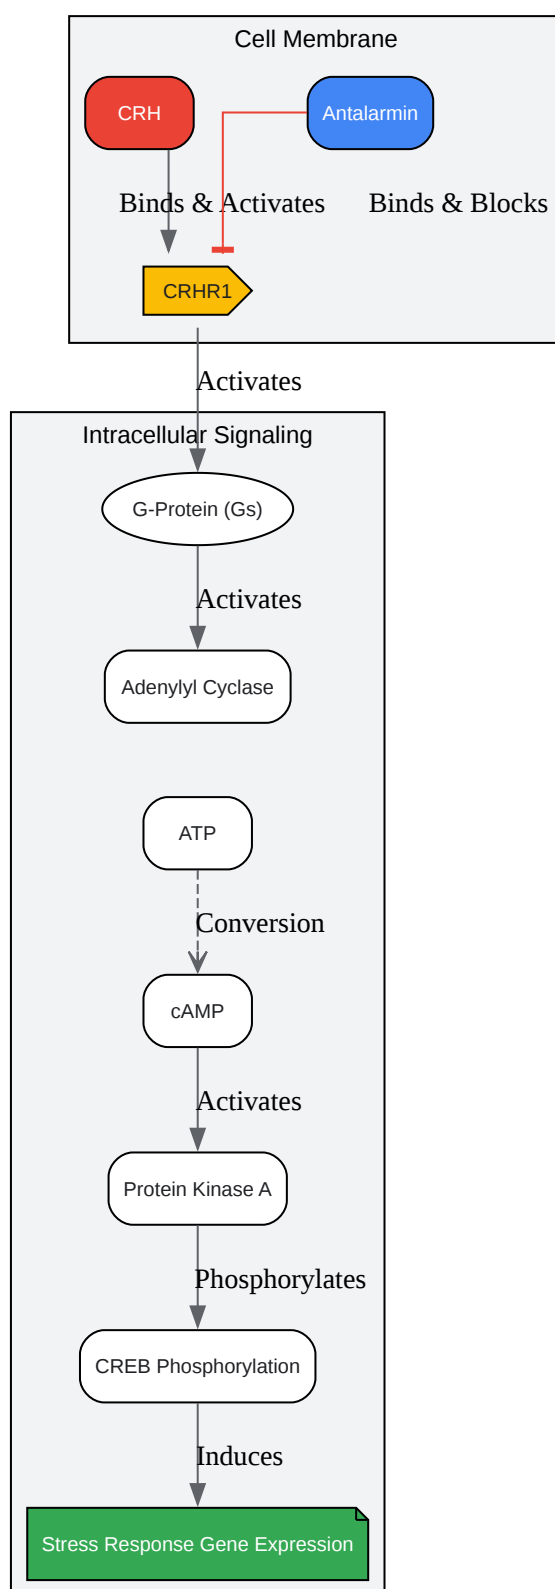 Cell Membrane
CRH
Antalarmin
Binds & Activates
Binds & Blocks
CRHR1
Activates
Intracellular Signaling
G-Protein (Gs)
Activates
Adenylyl Cyclase
ATP
Conversion
cAMP
Activates
Protein Kinase A
Phosphorylates
CREB Phosphorylation
Induces
Stress Response Gene Expression